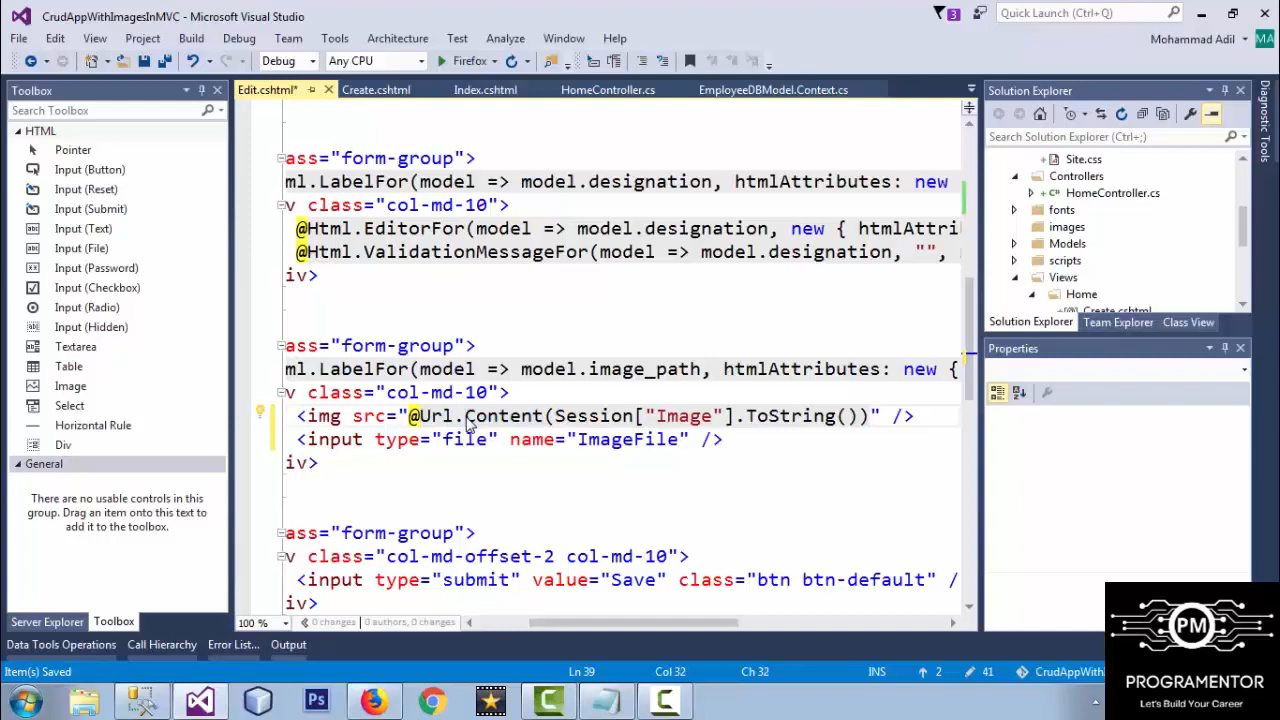 CrudAppWithImagesInMVC - Microsoft Visual Studio
3
Quick Launch (Ctrl+Q)
File Edit View Project Build Debug Team Tools Architecture Test Analyze Window Help
Mohammad Adil MA
Debug Any CPU Firefox
Toolbox
Search Toolbox
HTML
Pointer
Input (Button)
Input (Reset)
Input (Submit)
Input (Text)
Input (File)
Input (Password)
Input (Checkbox)
Input (Radio)
Input (Hidden)
Textarea
Table
Image
Select
Horizontal Rule
Div
General
There are no usable controls in this
group. Drag an item onto this text to
add it to the toolbox.
Server Explorer Toolbox
Edit.cshtml* Create.cshtml Index.cshtml HomeController.cs EmployeeDBModel.Context.cs
ass="form-group">
ml.LabelFor(model => model.designation, htmlAttributes: new
v class="col-md-10">
@Html.EditorFor(model => model.designation, new { htmlAttri
@Html.ValidationMessageFor(model => model.designation, "",
iv>
ass="form-group">
ml.LabelFor(model => model.image_path, htmlAttributes: new {
v class="col-md-10">
<img src="@Url.Content(Session["Image"].ToString())" />
<input type="file" name="ImageFile" />
iv>
ass="form-group">
v class="col-md-offset-2 col-md-10">
<input type="submit" value="Save" class="btn btn-default" /
iv>
100 % 0 changes | 0 authors, 0 changes
Solution Explorer
Search Solution Explorer (Ctrl+;)
Site.css
Controllers
HomeController.cs
fonts
images
Models
scripts
Views
Home
Create.cshtml
Solution Explorer Team Explorer Class View
Properties
Diagnostic Tools
Data Tools Operations Call Hierarchy Error List... Output
Item(s) Saved Ln 39 Col 32 Ch 32 INS 2 41 CrudAppWith
Ps
PM
PROGRAMENTOR
Let's Build Your Career